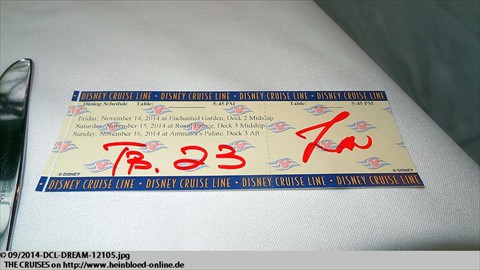 DISNEY CRUISE LINE • DISNEY CRUISE LINE • DISNEY CRUISE LINE • DISNEY CRUISE LINE
Dining Schedule Table: 5:45 PM Table: 5:45 PM
Friday, November 14, 2014 at Enchanted Garden, Deck 2 Midship
Saturday, November 15, 2014 at Royal Palace, Deck 3 Midship
Sunday, November 16, 2014 at Animator's Palate, Deck 3 Aft
TB. 23
© DISNEY © DISNEY
DISNEY CRUISE LINE • DISNEY CRUISE LINE • DISNEY CRUISE LINE • DISNEY CRUISE LINE
© 09/2014-DCL-DREAM-12105.jpg
THE CRUISES on http://www.heinbloed-online.de